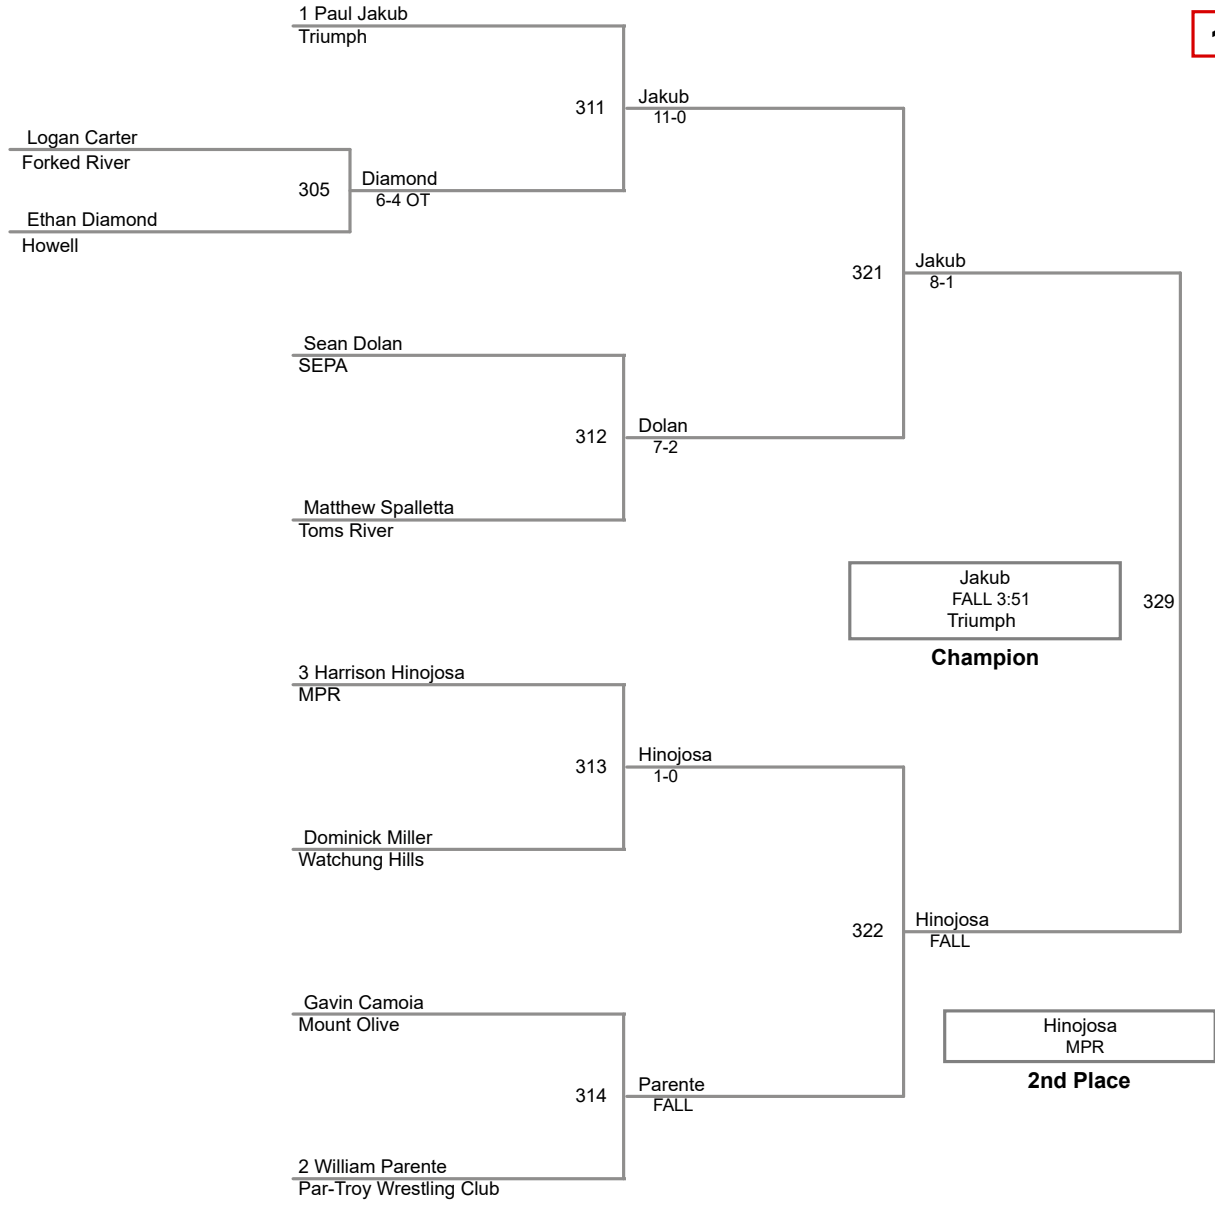 1 Paul Jakub
Triumph
311
Jakub
11-0
Logan Carter
Forked River
305
Diamond
6-4 OT
Ethan Diamond
Howell
321
Jakub
8-1
Sean Dolan
SEPA
312
Dolan
7-2
Matthew Spalletta
Toms River
Jakub
FALL 3:51
Triumph
329
Champion
3 Harrison Hinojosa
MPR
313
Hinojosa
1-0
Dominick Miller
Watchung Hills
322
Hinojosa
FALL
Gavin Camoia
Mount Olive
Hinojosa
MPR
2nd Place
314
Parente
FALL
2 William Parente
Par-Troy Wrestling Club